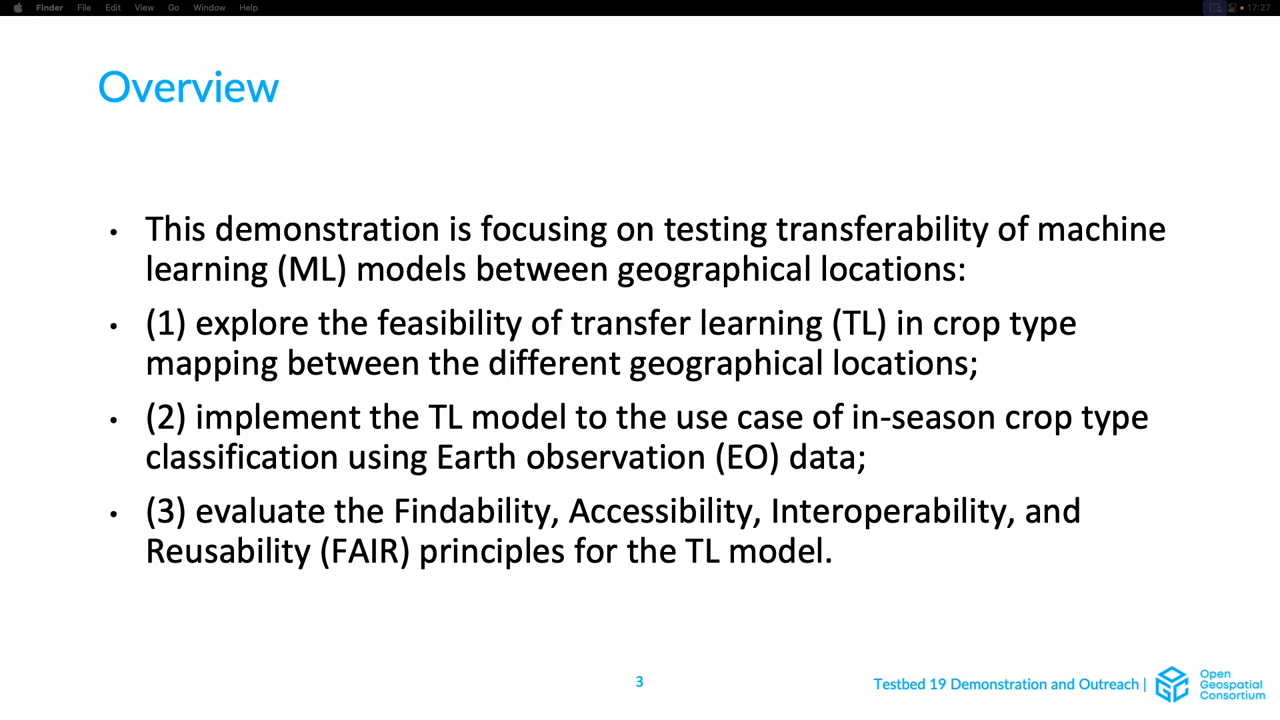 Finder File Edit View Go Window Help 17:27
Overview
• This demonstration is focusing on testing transferability of machine
learning (ML) models between geographical locations:
• (1) explore the feasibility of transfer learning (TL) in crop type
mapping between the different geographical locations;
• (2) implement the TL model to the use case of in-season crop type
classification using Earth observation (EO) data;
• (3) evaluate the Findability, Accessibility, Interoperability, and
Reusability (FAIR) principles for the TL model.
3
Testbed 19 Demonstration and Outreach |
Open
Geospatial
Consortium